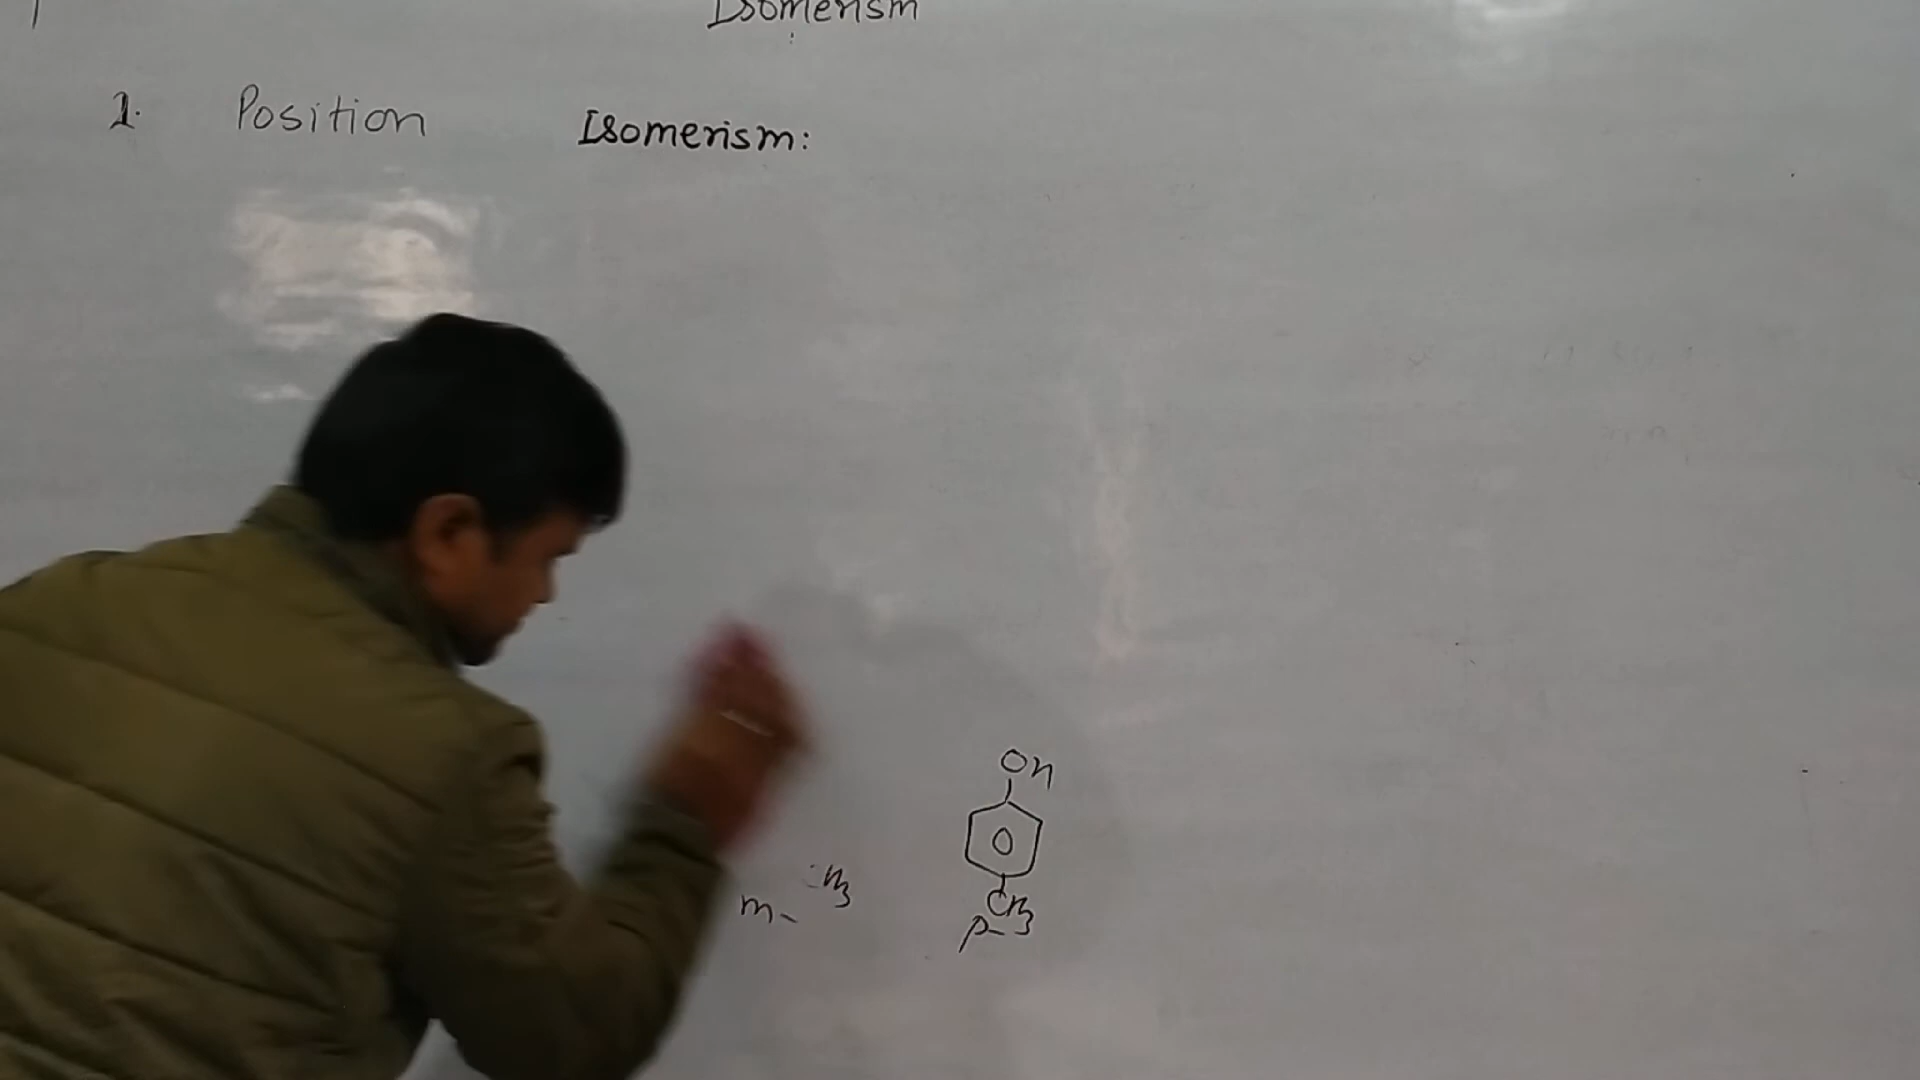 Isomerism
1. Position Isomerism:
OH
CH3
m-
CH3
p-